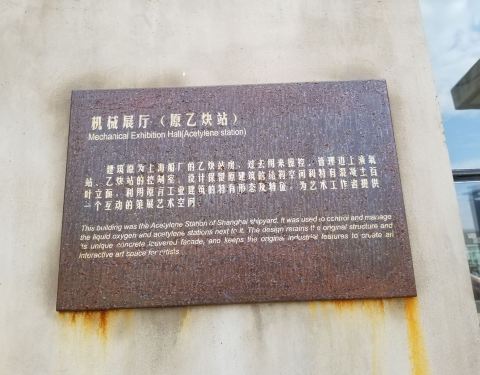 机械展厅（原乙炔站）
Mechanical Exhibition Hall(Acetylene station)
建筑原为上海船厂的乙炔站房，过去用来操控、管理边上液氧
站、乙炔站的控制室。设计保留原建筑结构空间和特有混凝土百
叶立面，利用原有工业建筑的特有形态及特征，为艺术工作者提供
一个互动的策展艺术空间。
This building was the Acetylene Station of Shanghai shipyard. It was used to control and manage
the liquid oxygen and acetylene stations next to it. The design retains the original structure and
its unique concrete louvered facade, and keeps the original industrial features to create an
interactive art space for artists.